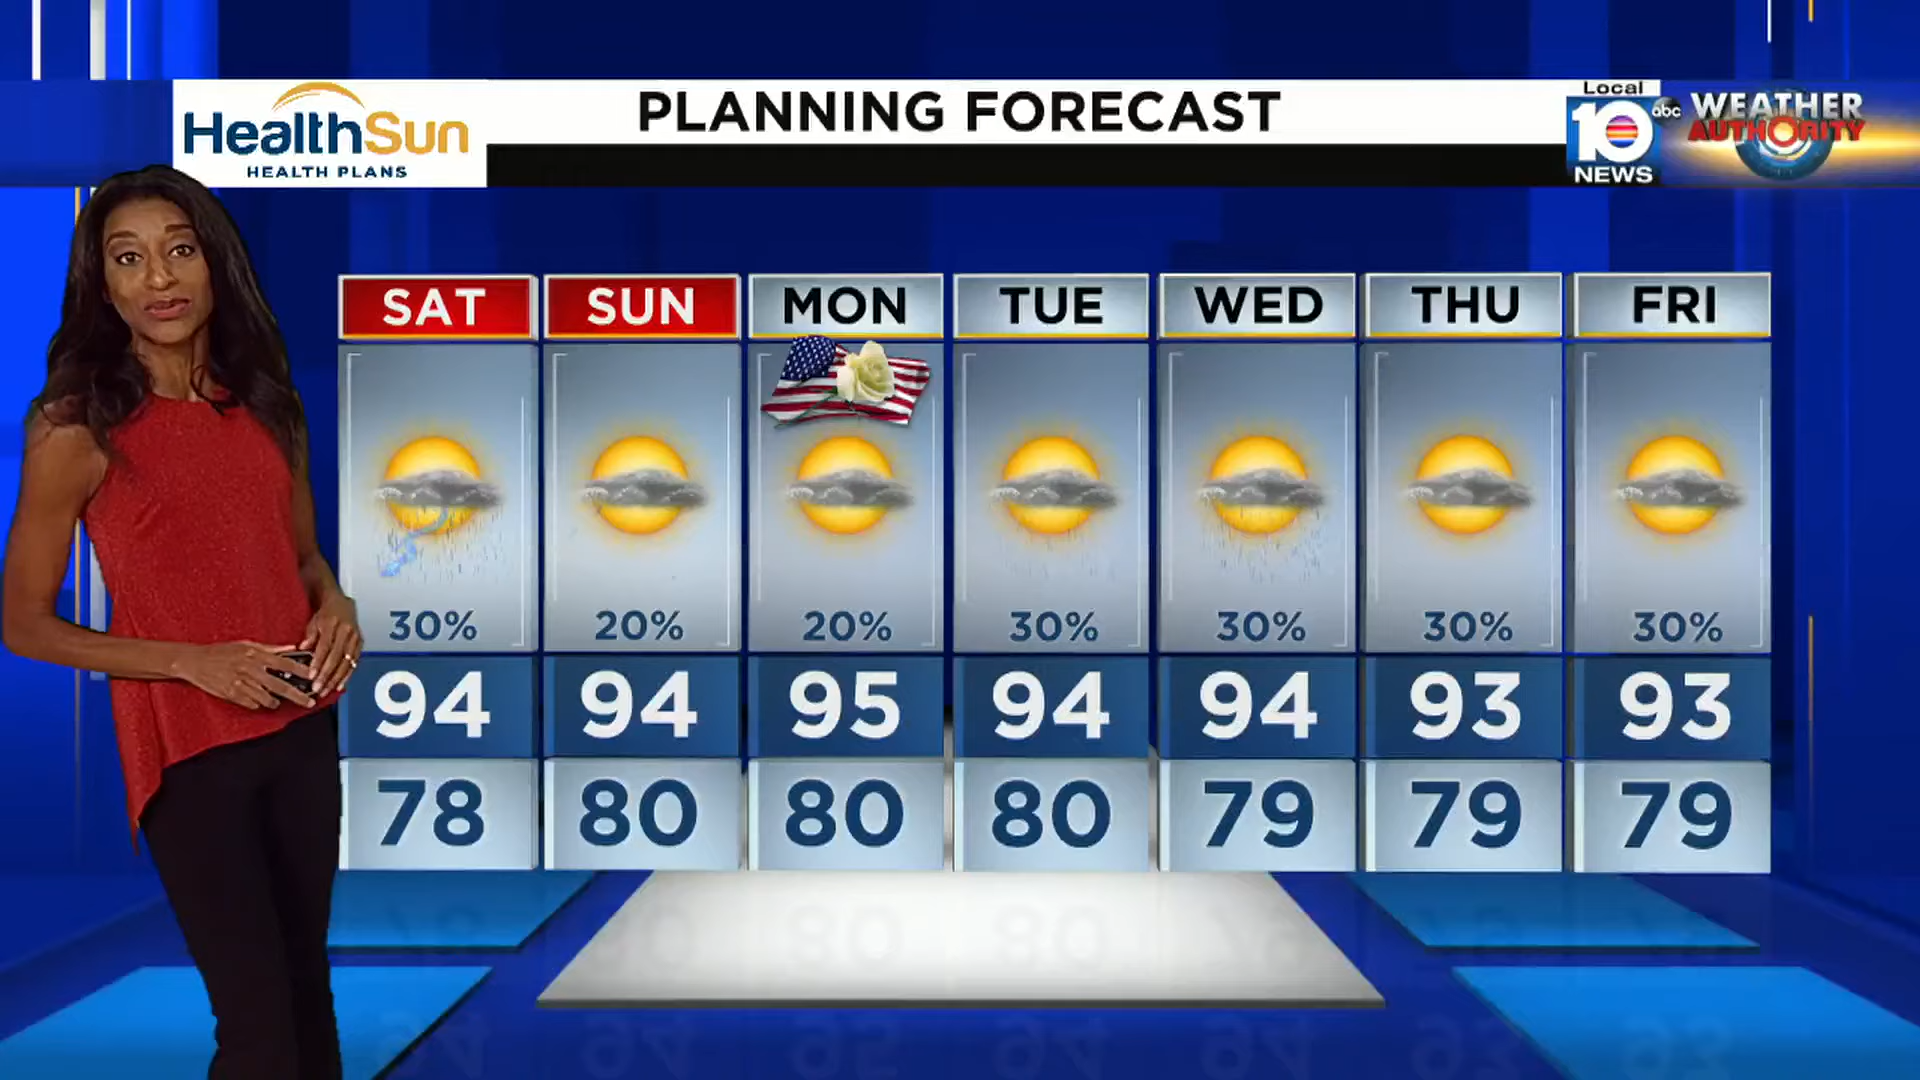 HealthSun
HEALTH PLANS
PLANNING FORECAST
Local
10
abc
NEWS
WEATHER
AUTHORITY
SAT SUN MON TUE WED THU FRI
30% 20% 20% 30% 30% 30% 30%
94 94 95 94 94 93 93
78 80 80 80 79 79 79